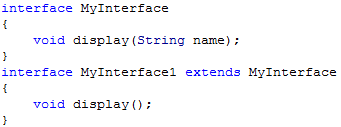 interface MyInterface
{
    void display(String name);
}
interface MyInterface1 extends MyInterface
{
    void display();
}